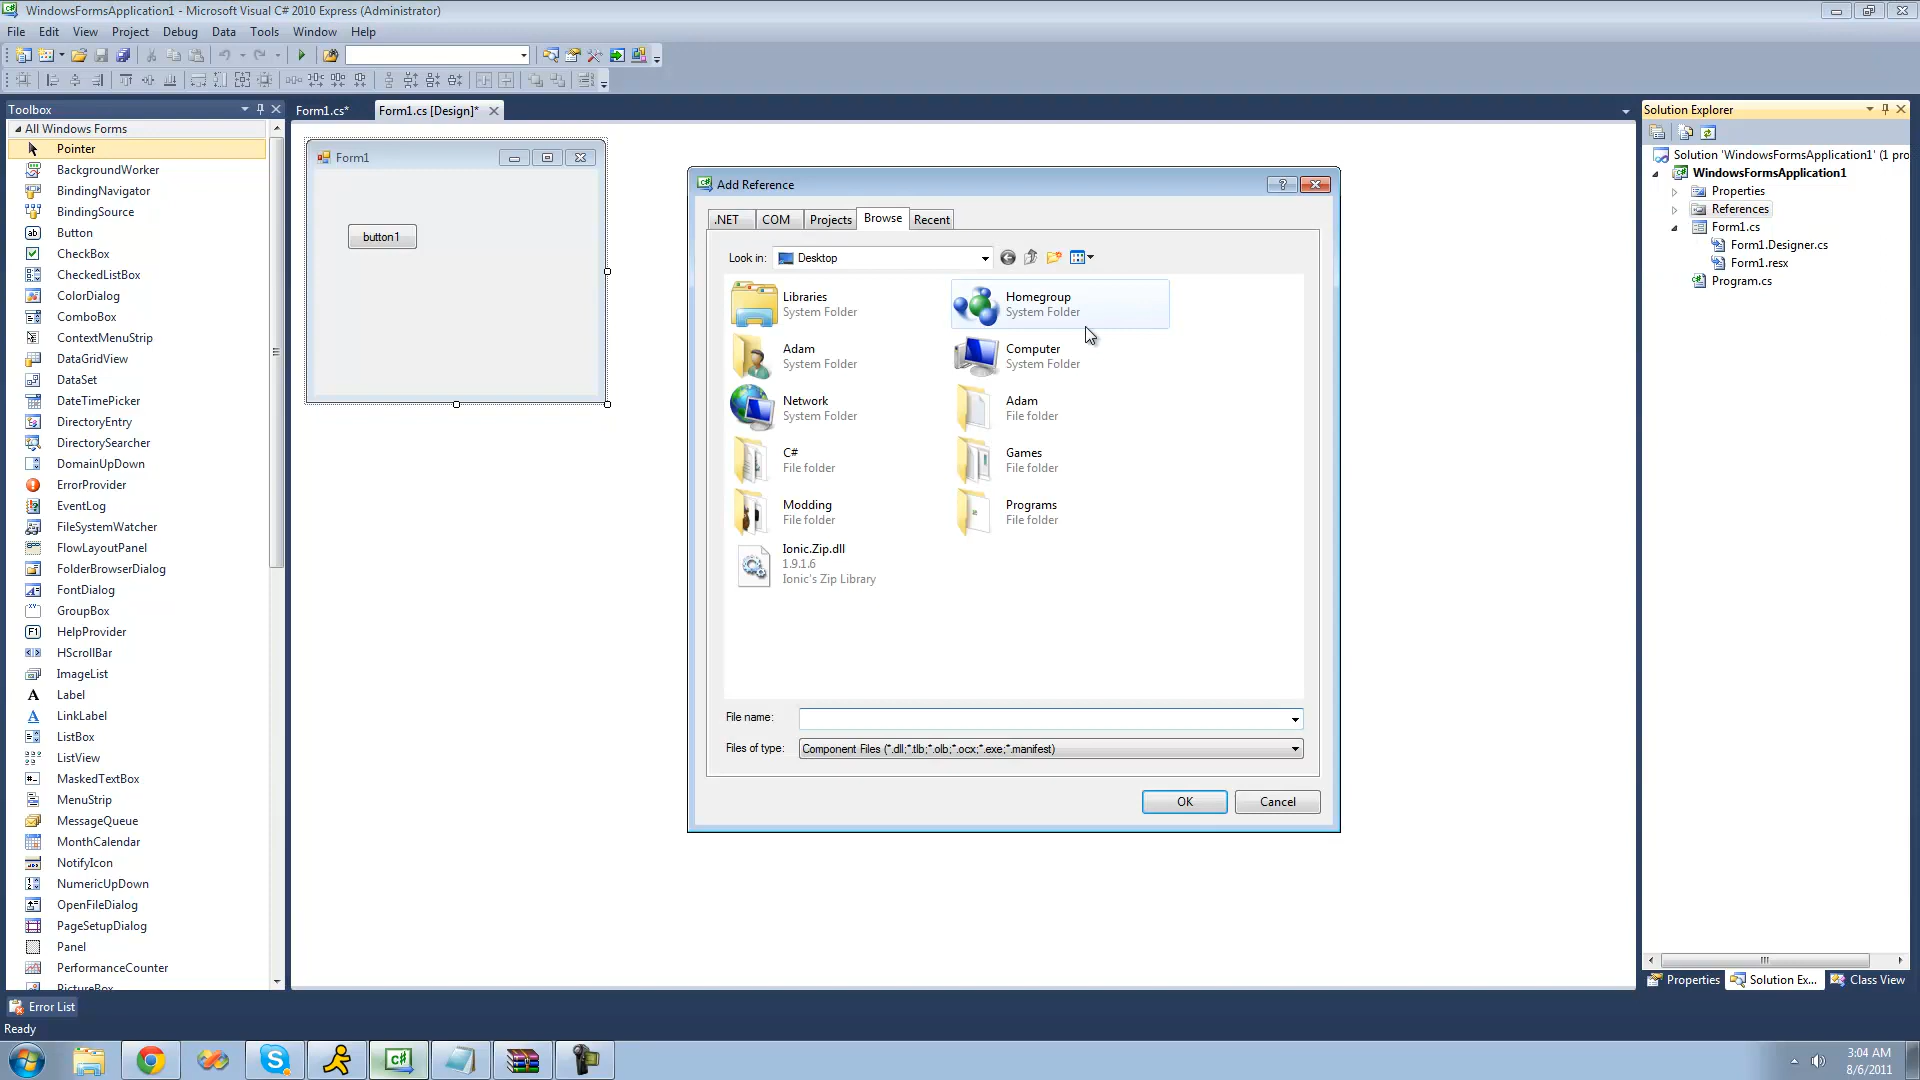 WindowsFormsApplication1 - Microsoft Visual C# 2010 Express (Administrator)
File Edit View Project Debug Data Tools Window Help
Toolbox
Form1.cs*
Form1.cs [Design]*
Solution Explorer
All Windows Forms
Pointer
BackgroundWorker
BindingNavigator
BindingSource
Button
CheckBox
CheckedListBox
ColorDialog
ComboBox
ContextMenuStrip
DataGridView
DataSet
DateTimePicker
DirectoryEntry
DirectorySearcher
DomainUpDown
ErrorProvider
EventLog
FileSystemWatcher
FlowLayoutPanel
FolderBrowserDialog
FontDialog
GroupBox
HelpProvider
HScrollBar
ImageList
Label
LinkLabel
ListBox
ListView
MaskedTextBox
MenuStrip
MessageQueue
MonthCalendar
NotifyIcon
NumericUpDown
OpenFileDialog
PageSetupDialog
Panel
PerformanceCounter
PictureBox
Form1
button1
Add Reference
.NET COM Projects Browse Recent
Look in: Desktop
Libraries
System Folder
Homegroup
System Folder
Adam
System Folder
Computer
System Folder
Network
System Folder
Adam
File folder
C#
File folder
Games
File folder
Modding
File folder
Programs
File folder
Ionic.Zip.dll
1.9.1.6
Ionic's Zip Library
File name:
Files of type: Component Files (*.dll;*.tlb;*.olb;*.ocx;*.exe;*.manifest)
OK Cancel
Solution 'WindowsFormsApplication1' (1 pro
WindowsFormsApplication1
Properties
References
Form1.cs
Form1.Designer.cs
Form1.resx
Program.cs
Properties Solution Ex... Class View
Error List
Ready
3:04 AM
8/6/2011